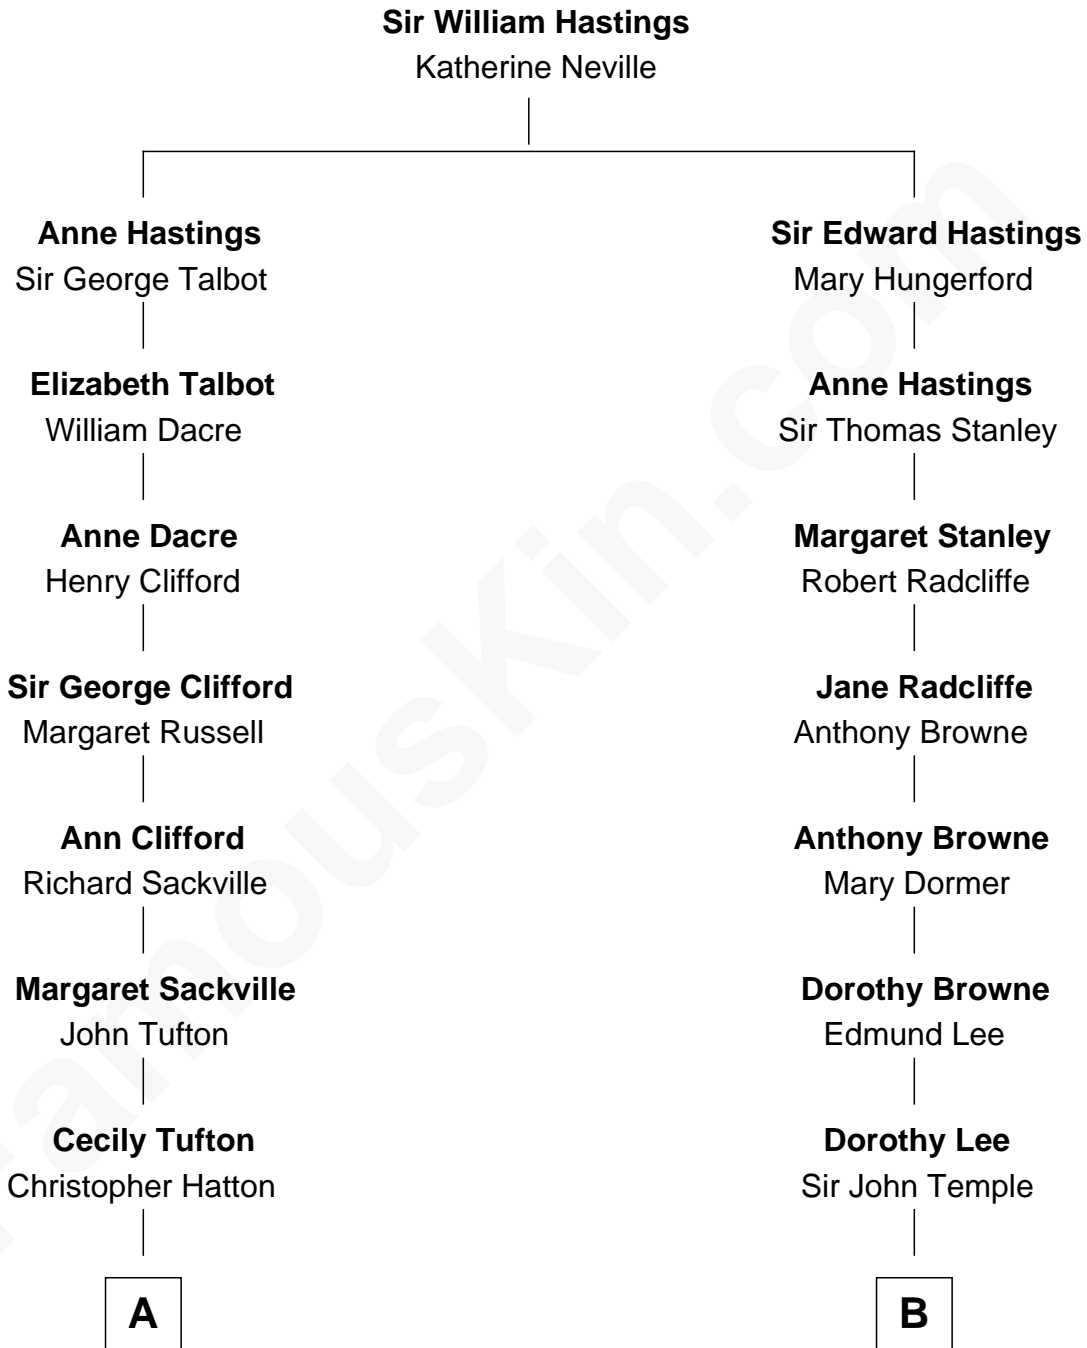 Sir William Hastings
Katherine Neville
Anne Hastings
Sir George Talbot
Elizabeth Talbot
William Dacre
Anne Dacre
Henry Clifford
Sir George Clifford
Margaret Russell
Ann Clifford
Richard Sackville
Margaret Sackville
John Tufton
Cecily Tufton
Christopher Hatton
A
Sir Edward Hastings
Mary Hungerford
Anne Hastings
Sir Thomas Stanley
Margaret Stanley
Robert Radcliffe
Jane Radcliffe
Anthony Browne
Anthony Browne
Mary Dormer
Dorothy Browne
Edmund Lee
Dorothy Lee
Sir John Temple
B
FamousKin.com